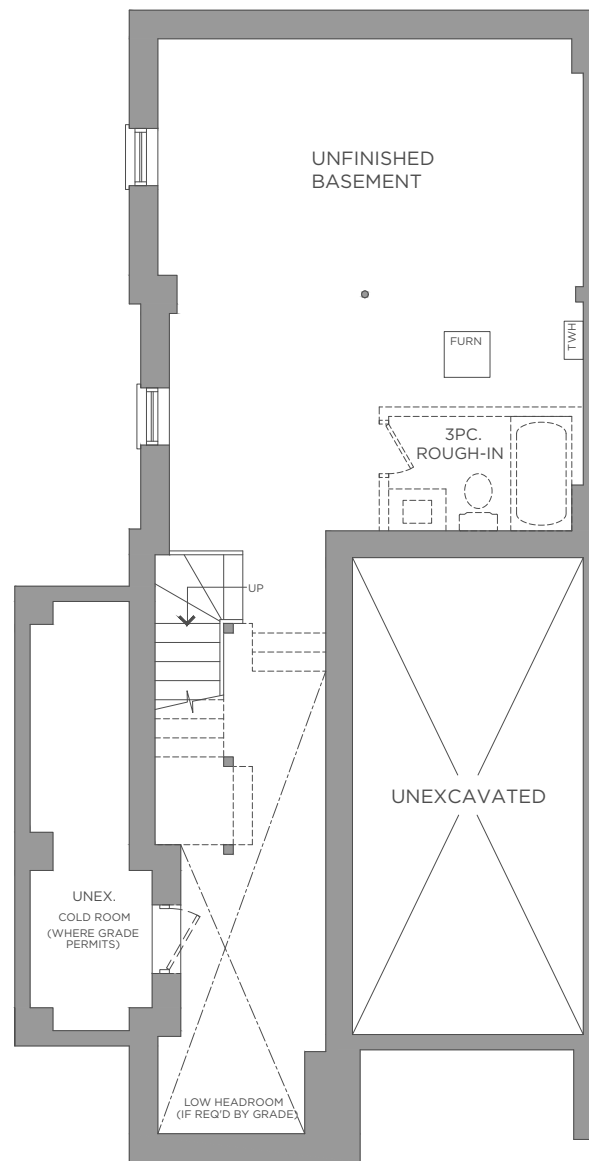 UNFINISHED
BASEMENT
FURN
TWH
3PC.
ROUGH-IN
UP
UNEXCAVATED
UNEX.
COLD ROOM
(WHERE GRADE
PERMITS)
LOW HEADROOM
(IF REQ'D BY GRADE)